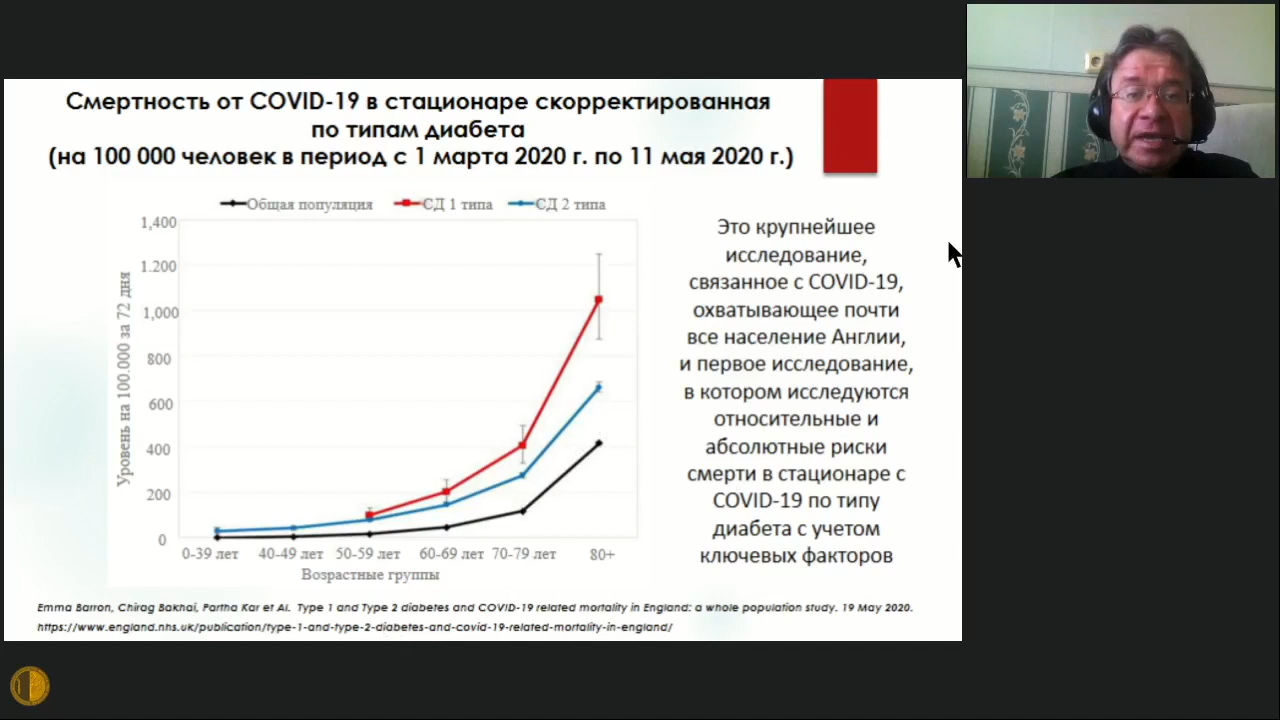 Смертность от COVID-19 в стационаре скорректированная
по типам диабета
(на 100 000 человек в период с 1 марта 2020 г. по 11 мая 2020 г.)
Общая популяция СД 1 типа СД 2 типа
1,400
1.200
1,000
800
600
400
200
0
Уровень на 100.000 за 72 дня
0-39 лет 40-49 лет 50-59 лет 60-69 лет 70-79 лет 80+
Возрастные группы
Это крупнейшее
исследование,
связанное с COVID-19,
охватывающее почти
все население Англии,
и первое исследование,
в котором исследуются
относительные и
абсолютные риски
смерти в стационаре с
COVID-19 по типу
диабета с учетом
ключевых факторов
Emma Barron, Chirag Bakhai, Partha Kar et Al. Type 1 and Type 2 diabetes and COVID-19 related mortality in England: a whole population study. 19 May 2020.
https://www.england.nhs.uk/publication/type-1-and-type-2-diabetes-and-covid-19-related-mortality-in-england/